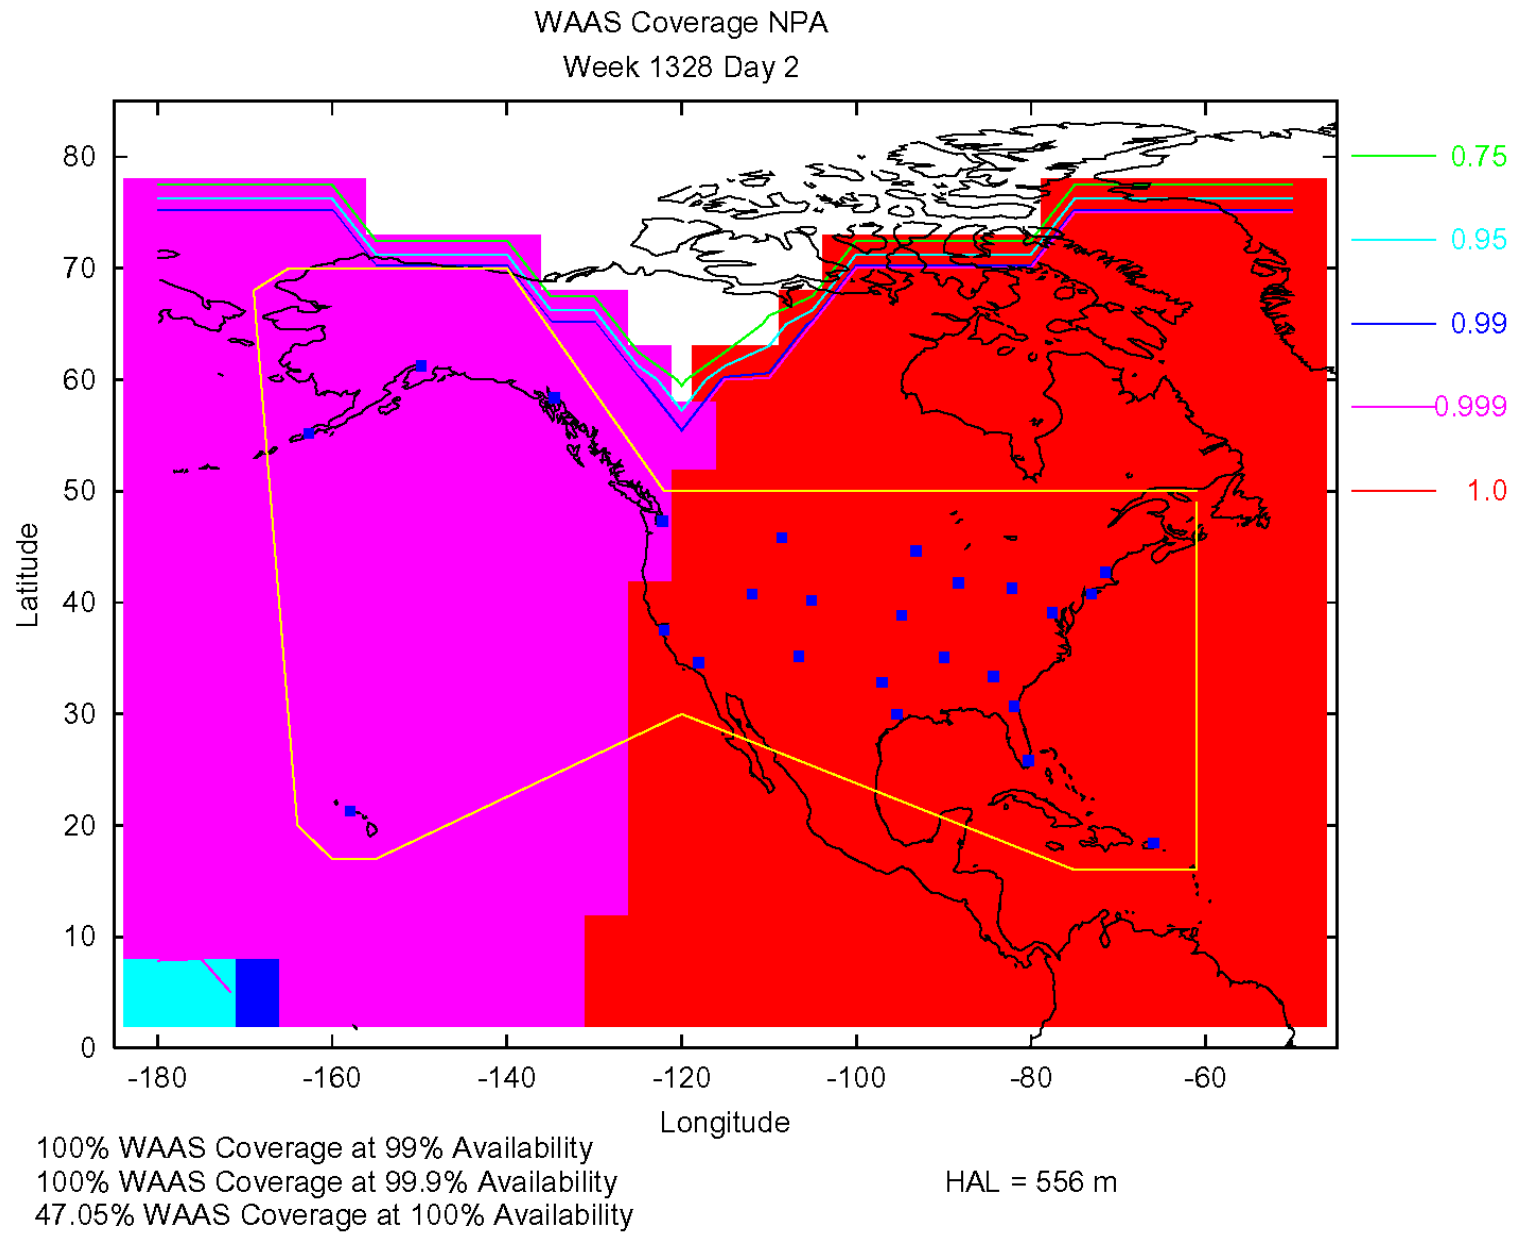 WAAS Coverage NPA
Week 1328 Day 2
80
70
60
50
40
30
20
10
0
Latitude
-180 -160 -140 -120 -100 -80 -60
Longitude
0.75
0.95
0.99
0.999
1.0
100% WAAS Coverage at 99% Availability
100% WAAS Coverage at 99.9% Availability
47.05% WAAS Coverage at 100% Availability
HAL = 556 m